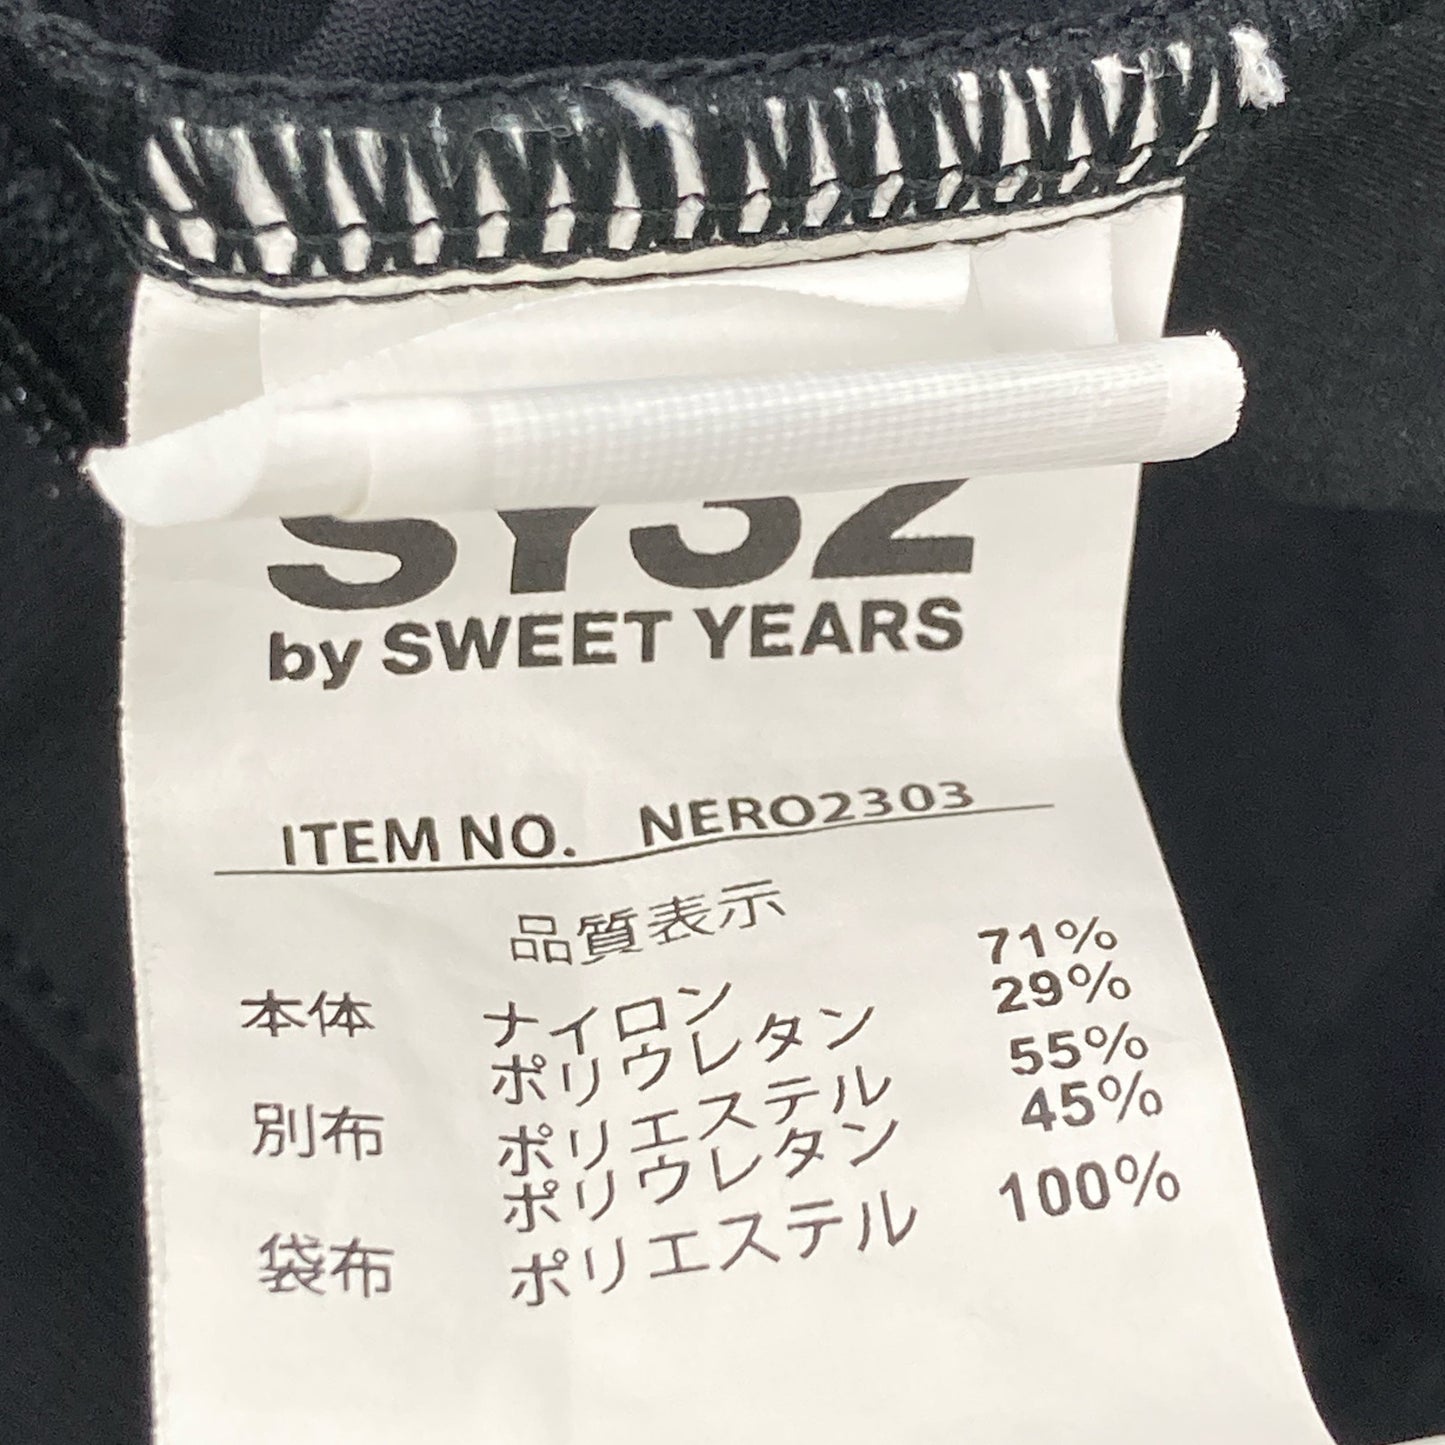 SY32
by SWEET YEARS
ITEM NO. NERO2303
品質表示
本体 ナイロン 71%
ポリウレタン 29%
別布 ポリエステル 55%
ポリウレタン 45%
袋布 ポリエステル 100%